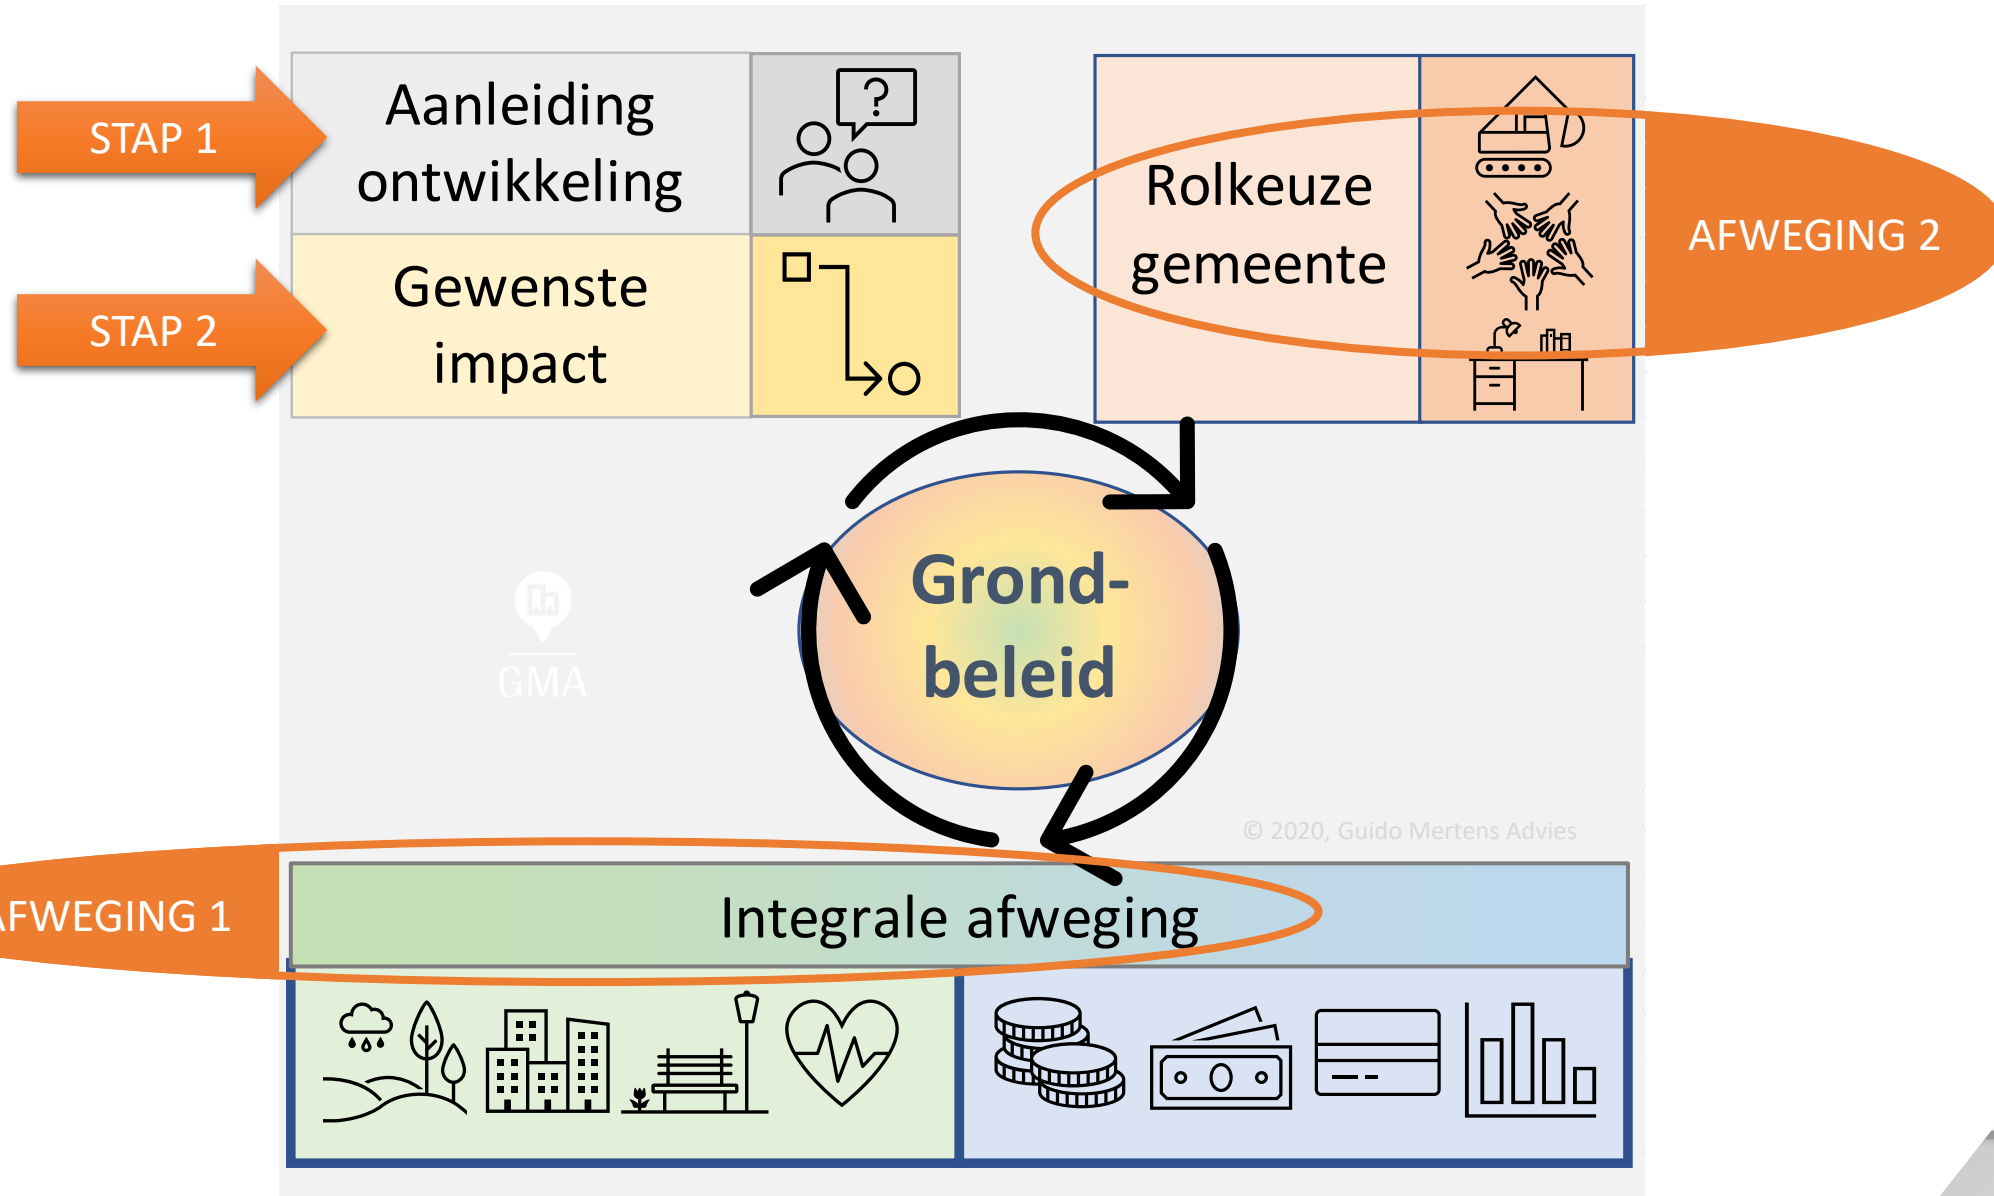 STAP 1
Aanleiding
ontwikkeling
?
STAP 2
Gewenste
impact
Rolkeuze
gemeente
AFWEGING 2
Grond-
beleid
GMA
© 2020, Guido Mertens Advies
AFWEGING 1
Integrale afweging